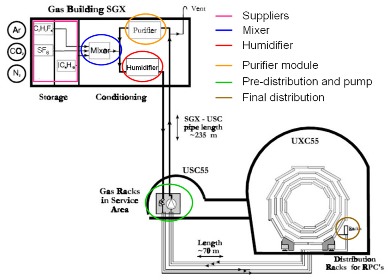 Gas Building SGX
Vent
Ar
CO₂
N₂
C₂H₂F₄
SF₆
iC₄H₁₀
Mixer
Purifier
Humidifier
Storage
Conditioning
Suppliers
Mixer
Humidifier
Purifier module
Pre-distribution and pump
Final distribution
SGX - USC
pipe length
~235 m
USC55
UXC55
Gas Racks
in Service
Area
Length
~70 m
Distribution
Racks for RPC's